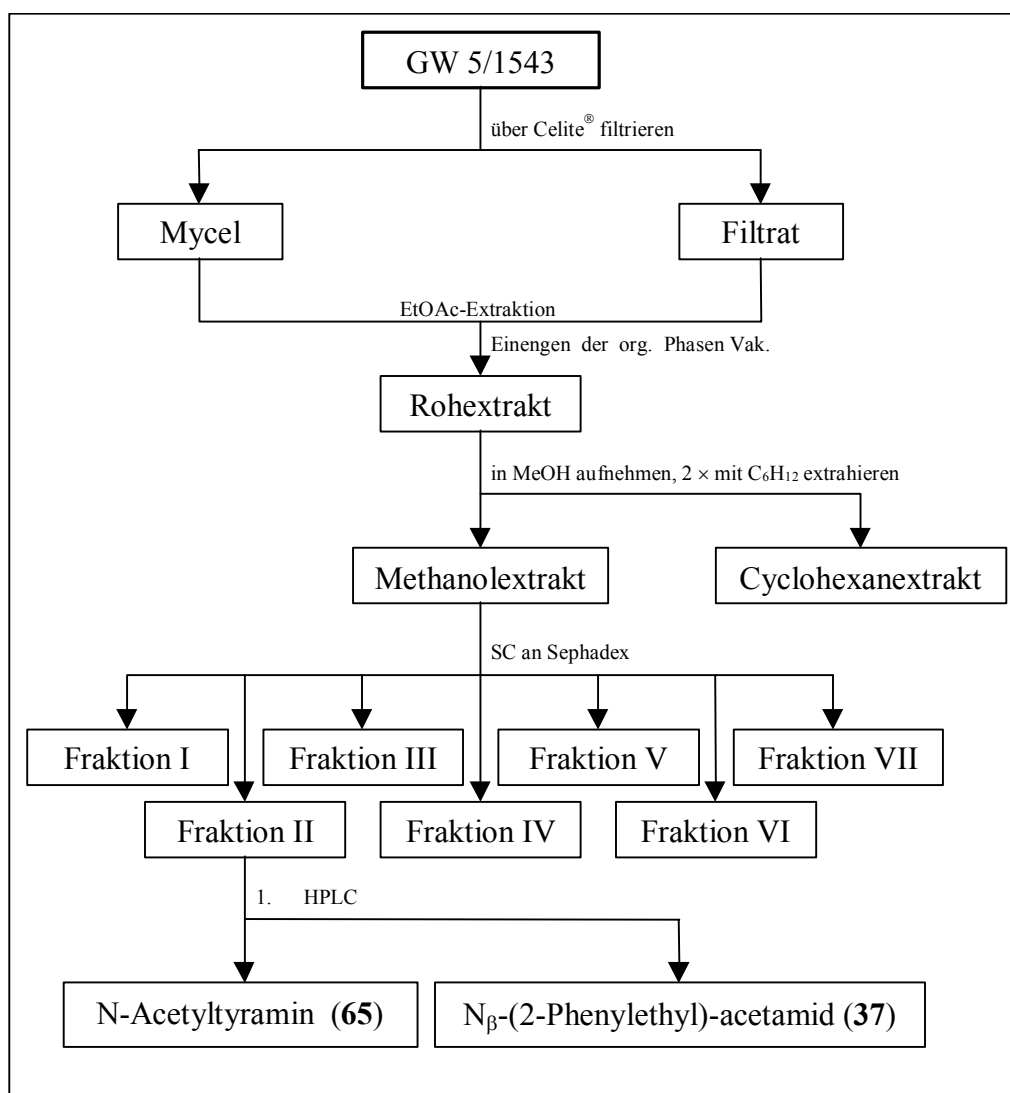 GW 5/1543
über Celite® filtrieren
Mycel
Filtrat
EtOAc-Extraktion
Einengen der org. Phasen Vak.
Rohextrakt
in MeOH aufnehmen, 2 × mit C₆H₁₂ extrahieren
Methanolextrakt
Cyclohexanextrakt
SC an Sephadex
Fraktion I
Fraktion III
Fraktion V
Fraktion VII
Fraktion II
Fraktion IV
Fraktion VI
1. HPLC
N-Acetyltyramin (65)
Nᵦ-(2-Phenylethyl)-acetamid (37)